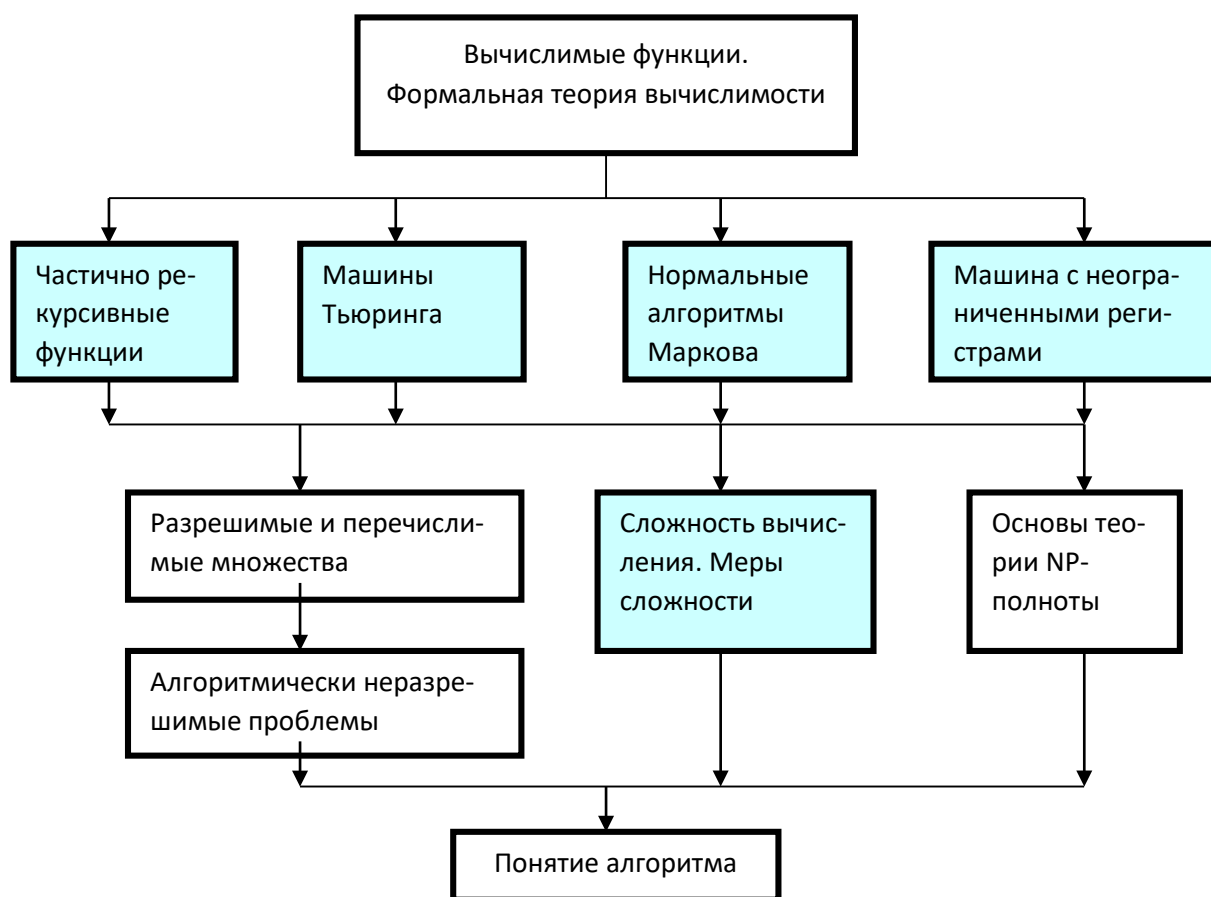 Вычислимые функции.
Формальная теория вычислимости
Частично ре-
курсивные
функции
Машины
Тьюринга
Нормальные
алгоритмы
Маркова
Машина с неогра-
ниченными реги-
страми
Разрешимые и перечисли-
мые множества
Сложность вычис-
ления. Меры
сложности
Основы тео-
рии NP-
полноты
Алгоритмически неразре-
шимые проблемы
Понятие алгоритма